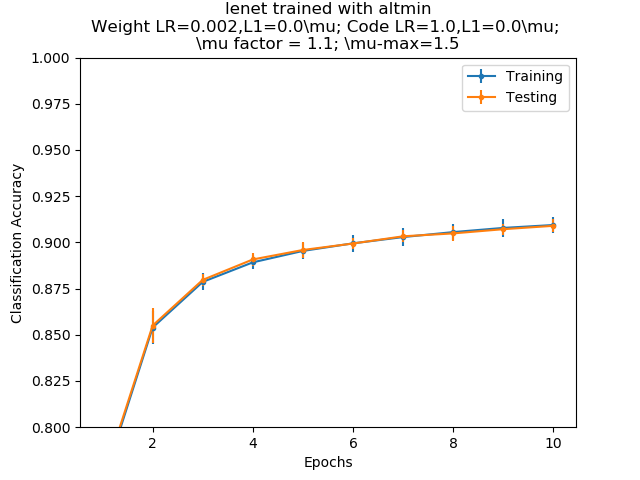 lenet trained with altmin
Weight LR=0.002,L1=0.0\mu; Code LR=1.0,L1=0.0\mu;
\mu factor = 1.1; \mu-max=1.5
1.000
0.975
0.950
0.925
0.900
0.875
0.850
0.825
0.800
Classification Accuracy
Training
Testing
2 4 6 8 10
Epochs